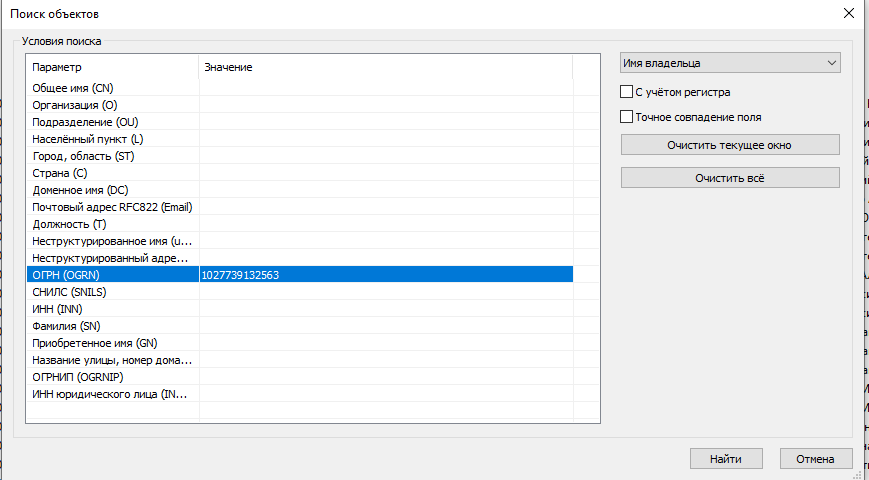 Поиск объектов
Условия поиска
Параметр Значение
Общее имя (CN)
Организация (O)
Подразделение (OU)
Населённый пункт (L)
Город, область (ST)
Страна (C)
Доменное имя (DC)
Почтовый адрес RFC822 (Email)
Должность (T)
Неструктурированное имя (u...
Неструктурированный адре...
ОГРН (OGRN) 1027739132563
СНИЛС (SNILS)
ИНН (INN)
Фамилия (SN)
Приобретенное имя (GN)
Название улицы, номер дома...
ОГРНИП (OGRNIP)
ИНН юридического лица (IN...
Имя владельца
С учётом регистра
Точное совпадение поля
Очистить текущее окно
Очистить всё
Найти Отмена